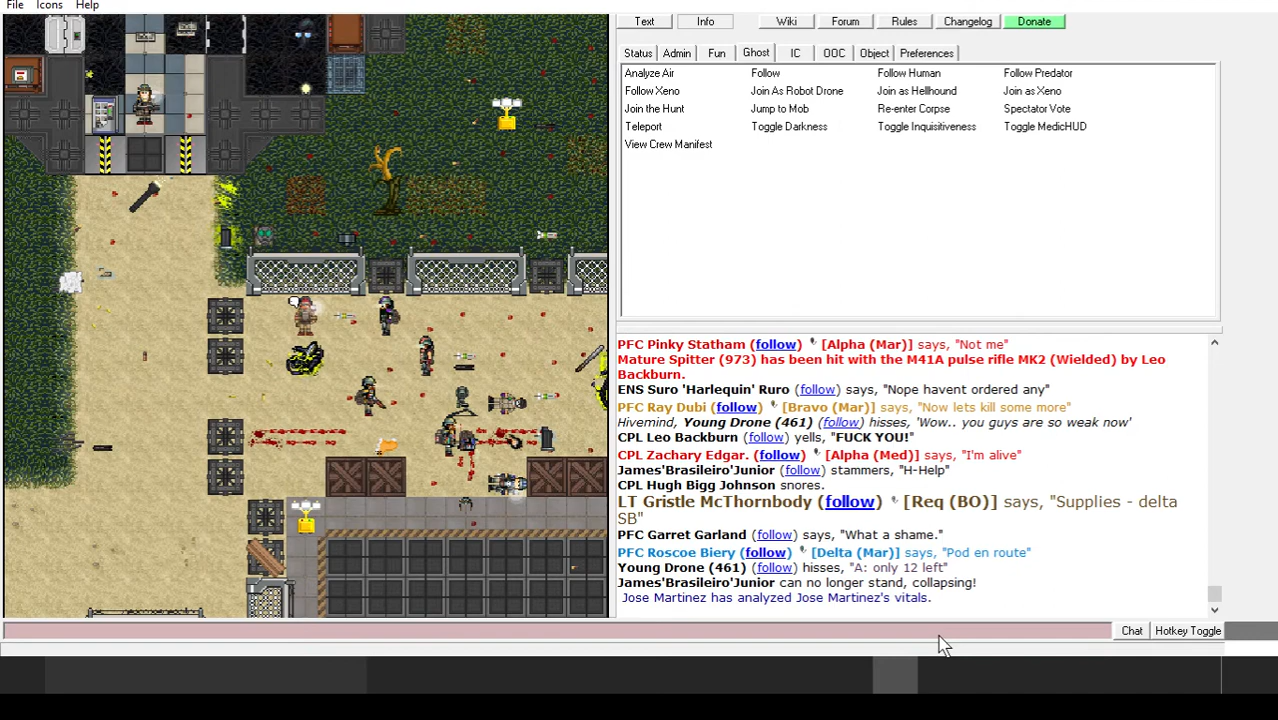 File Icons Help
Text Info Wiki Forum Rules Changelog Donate
Status Admin Fun Ghost IC OOC Object Preferences
Analyze Air Follow Follow Human Follow Predator
Follow Xeno Join As Robot Drone Join as Hellhound Join as Xeno
Join the Hunt Jump to Mob Re-enter Corpse Spectator Vote
Teleport Toggle Darkness Toggle Inquisitiveness Toggle MedicHUD
View Crew Manifest
PFC Pinky Statham (follow) [Alpha (Mar)] says, "Not me"
Mature Spitter (973) has been hit with the M41A pulse rifle MK2 (Wielded) by Leo
Backburn.
ENS Suro 'Harlequin' Ruro (follow) says, "Nope havent ordered any"
PFC Ray Dubi (follow) [Bravo (Mar)] says, "Now lets kill some more"
Hivemind, Young Drone (461) (follow) hisses, 'Wow.. you guys are so weak now'
CPL Leo Backburn (follow) yells, "FUCK YOU!"
CPL Zachary Edgar. (follow) [Alpha (Med)] says, "I'm alive"
James'Brasileiro'Junior (follow) stammers, "H-Help"
CPL Hugh Bigg Johnson snores.
LT Gristle McThornbody (follow) [Req (BO)] says, "Supplies - delta
SB"
PFC Garret Garland (follow) says, "What a shame."
PFC Roscoe Biery (follow) [Delta (Mar)] says, "Pod en route"
Young Drone (461) (follow) hisses, "A: only 12 left"
James'Brasileiro'Junior can no longer stand, collapsing!
Jose Martinez has analyzed Jose Martinez's vitals.
Chat Hotkey Toggle